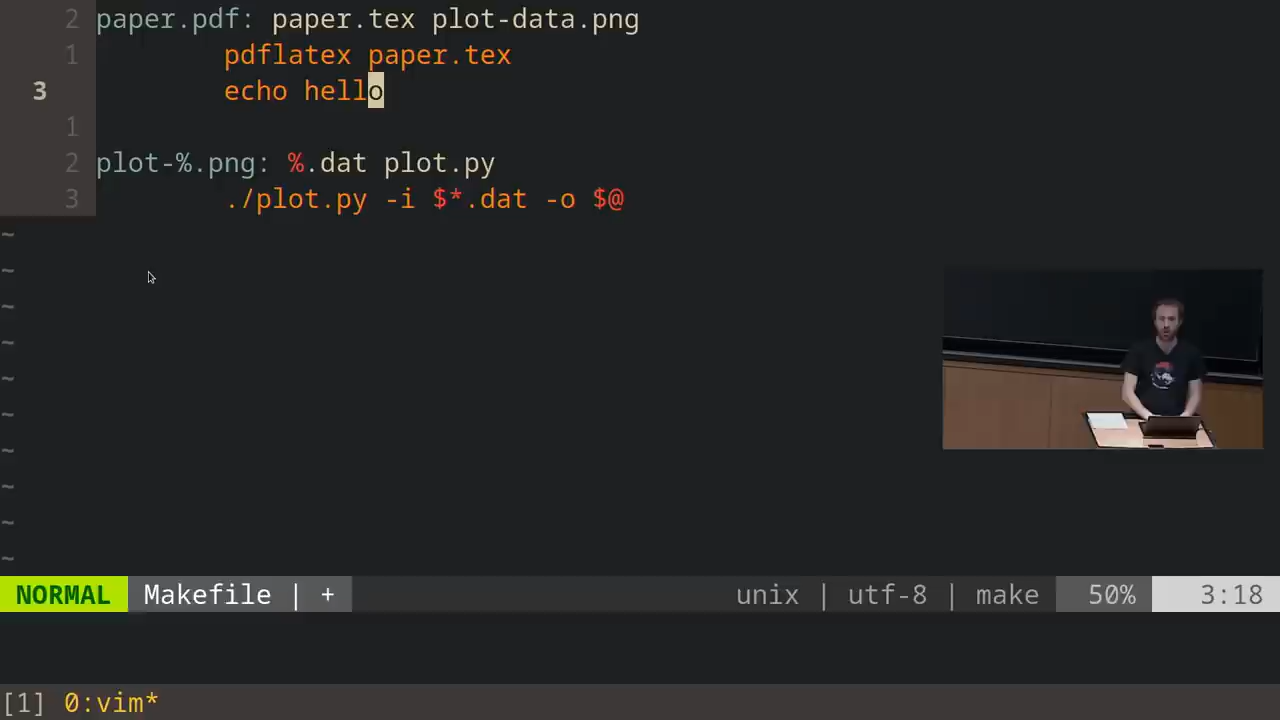 2 paper.pdf: paper.tex plot-data.png
1 pdflatex paper.tex
3 echo hello
1
2 plot-%.png: %.dat plot.py
3 ./plot.py -i $*.dat -o $@
~
~
~
~
~
~
~
~
~
~
NORMAL Makefile | + unix | utf-8 | make 50% 3:18
[1] 0:vim*